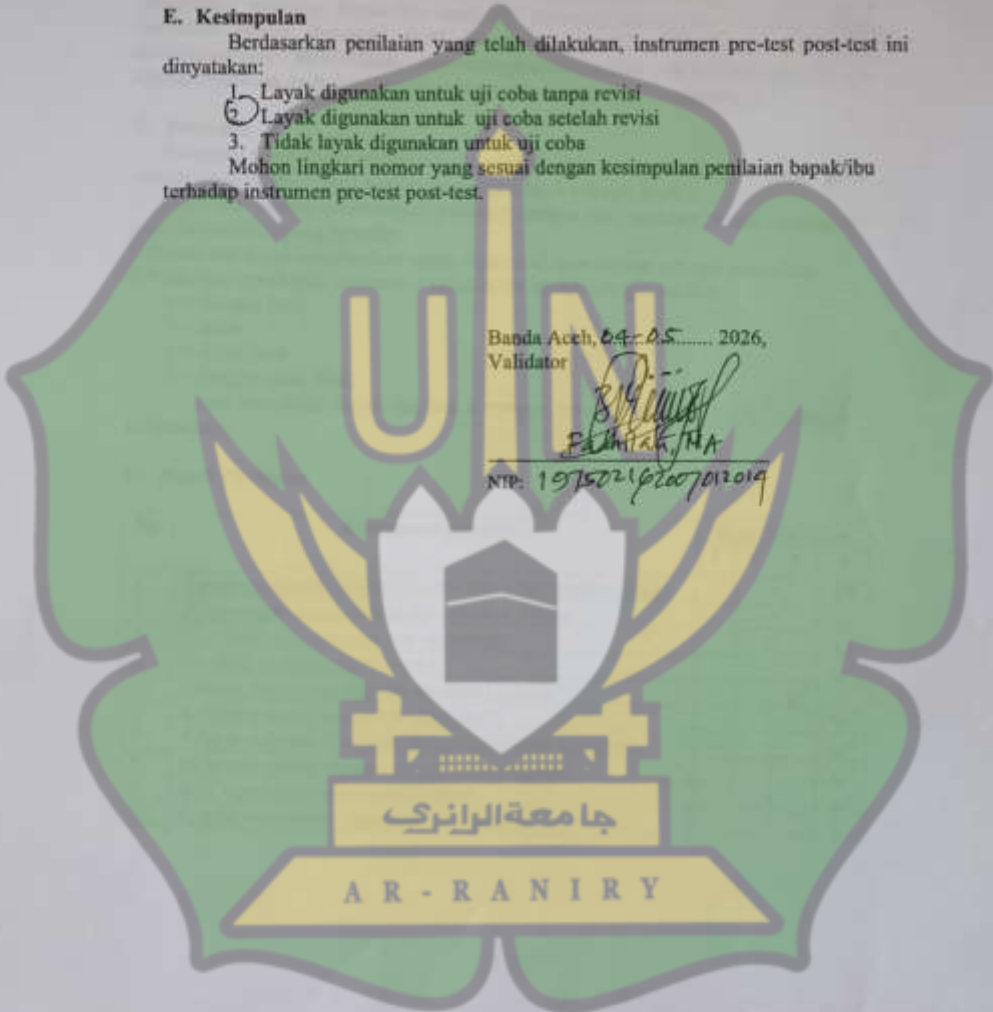 E. Kesimpulan
Berdasarkan penilaian yang telah dilakukan, instrumen pre-test post-test ini
dinyatakan:
1. Layak digunakan untuk uji coba tanpa revisi
2. Layak digunakan untuk uji coba setelah revisi
3. Tidak layak digunakan untuk uji coba
Mohon lingkari nomor yang sesuai dengan kesimpulan penilaian bapak/ibu
terhadap instrumen pre-test post-test.
UIN
Banda Aceh, 04-05........ 2026,
Validator
Fathiah, MA
NIP: 197502162007012019
جامعة الرانري
AR-RANIRY